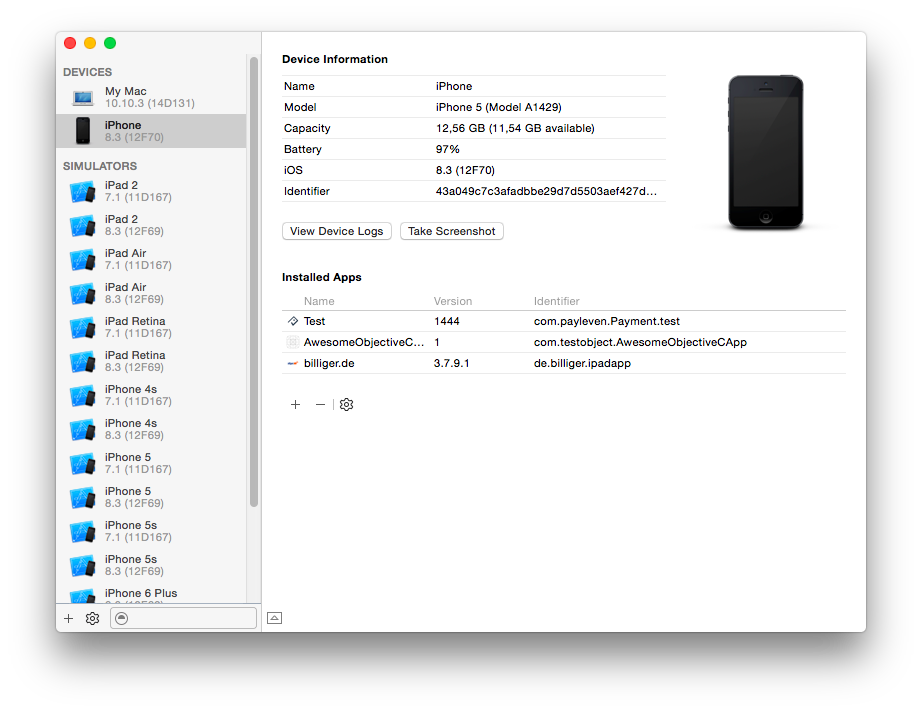 DEVICES
My Mac
10.10.3 (14D131)
iPhone
8.3 (12F70)
SIMULATORS
iPad 2
7.1 (11D167)
iPad 2
8.3 (12F69)
iPad Air
7.1 (11D167)
iPad Air
8.3 (12F69)
iPad Retina
7.1 (11D167)
iPad Retina
8.3 (12F69)
iPhone 4s
7.1 (11D167)
iPhone 4s
8.3 (12F69)
iPhone 5
7.1 (11D167)
iPhone 5
8.3 (12F69)
iPhone 5s
7.1 (11D167)
iPhone 5s
8.3 (12F69)
iPhone 6 Plus
Device Information
Name iPhone
Model iPhone 5 (Model A1429)
Capacity 12,56 GB (11,54 GB available)
Battery 97%
iOS 8.3 (12F70)
Identifier 43a049c7c3afadbbe29d7d5503aef427d...
View Device Logs Take Screenshot
Installed Apps
Name Version Identifier
Test 1444 com.payleven.Payment.test
AwesomeObjectiveC... 1 com.testobject.AwesomeObjectiveCApp
billiger.de 3.7.9.1 de.billiger.ipadapp